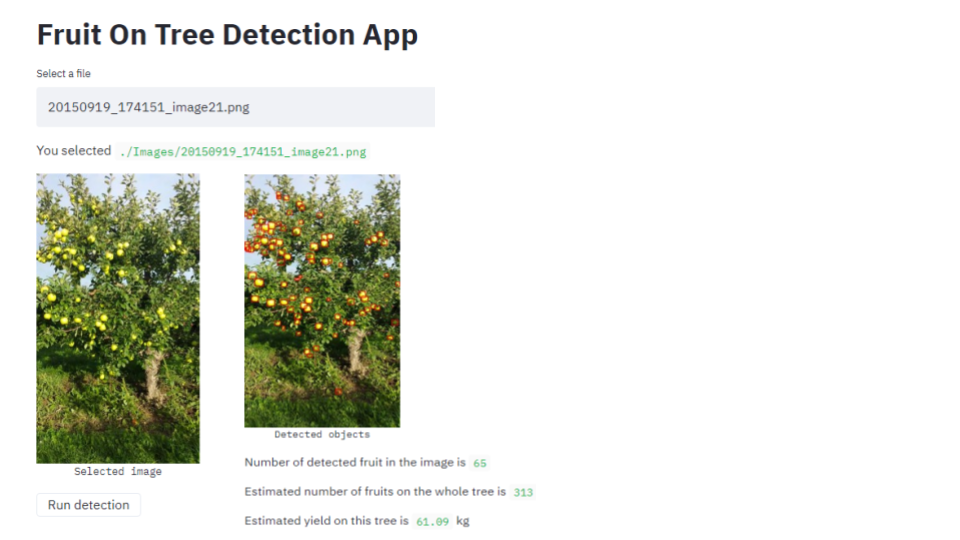 Fruit On Tree Detection App
Select a file
20150919_174151_image21.png
You selected ./Images/20150919_174151_image21.png
Selected image
Run detection
Detected objects
Number of detected fruit in the image is 65
Estimated number of fruits on the whole tree is 313
Estimated yield on this tree is 61.09 kg